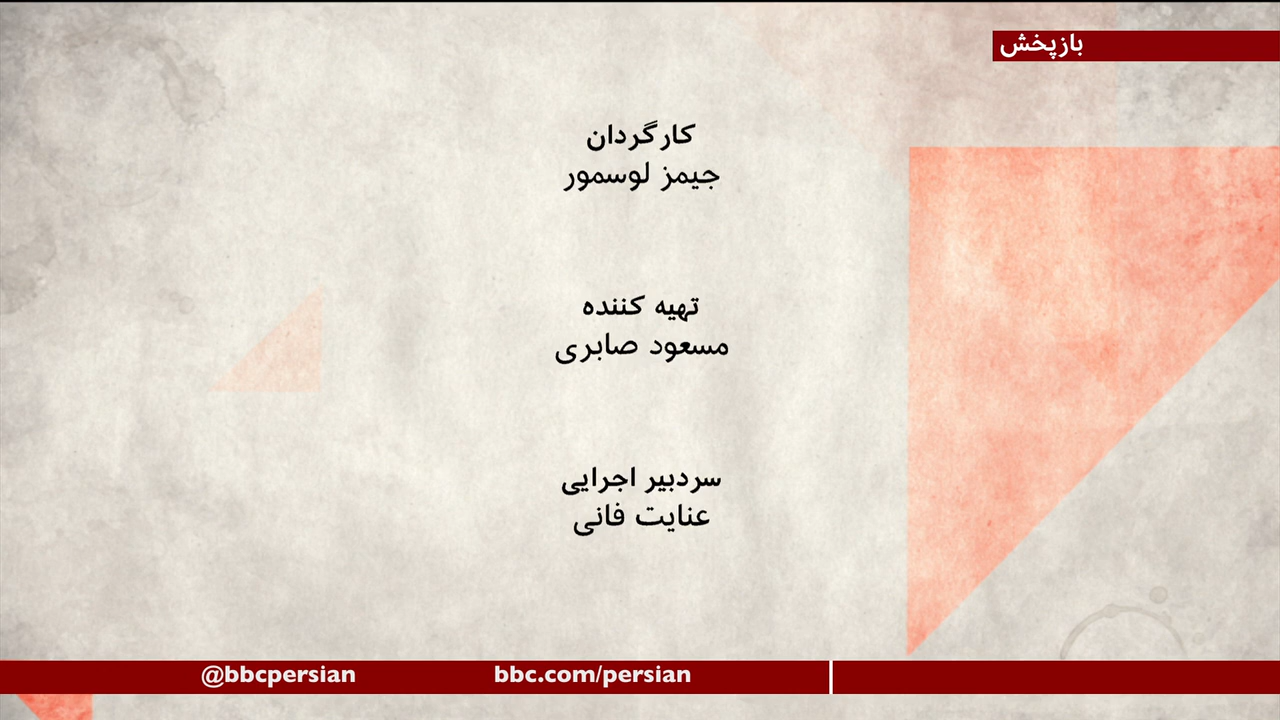 بازپخش
کارگردان
جیمز لوسمور
تهیه کننده
مسعود صابری
سردبیر اجرایی
عنایت فانی
@bbcpersian
bbc.com/persian